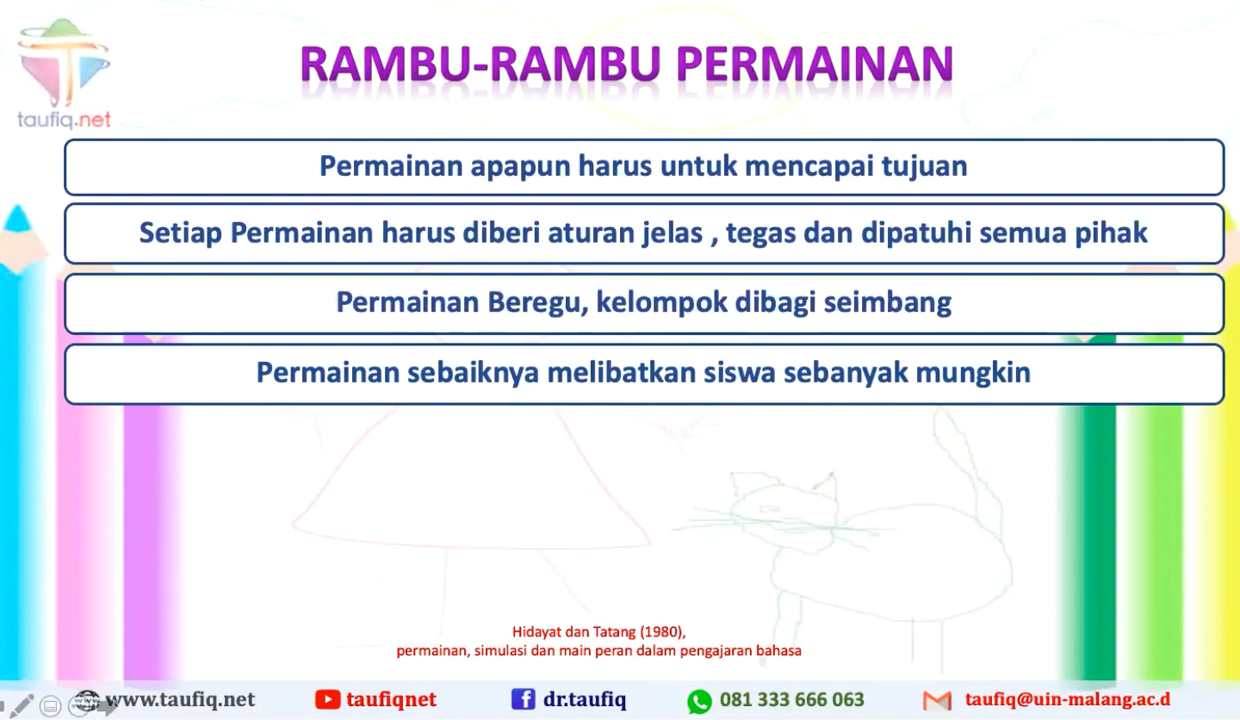 taufiq.net
RAMBU-RAMBU PERMAINAN
Permainan apapun harus untuk mencapai tujuan
Setiap Permainan harus diberi aturan jelas , tegas dan dipatuhi semua pihak
Permainan Beregu, kelompok dibagi seimbang
Permainan sebaiknya melibatkan siswa sebanyak mungkin
Hidayat dan Tatang (1980),
permainan, simulasi dan main peran dalam pengajaran bahasa
www.taufiq.net taufiqnet dr.taufiq 081 333 666 063 taufiq@uin-malang.ac.d